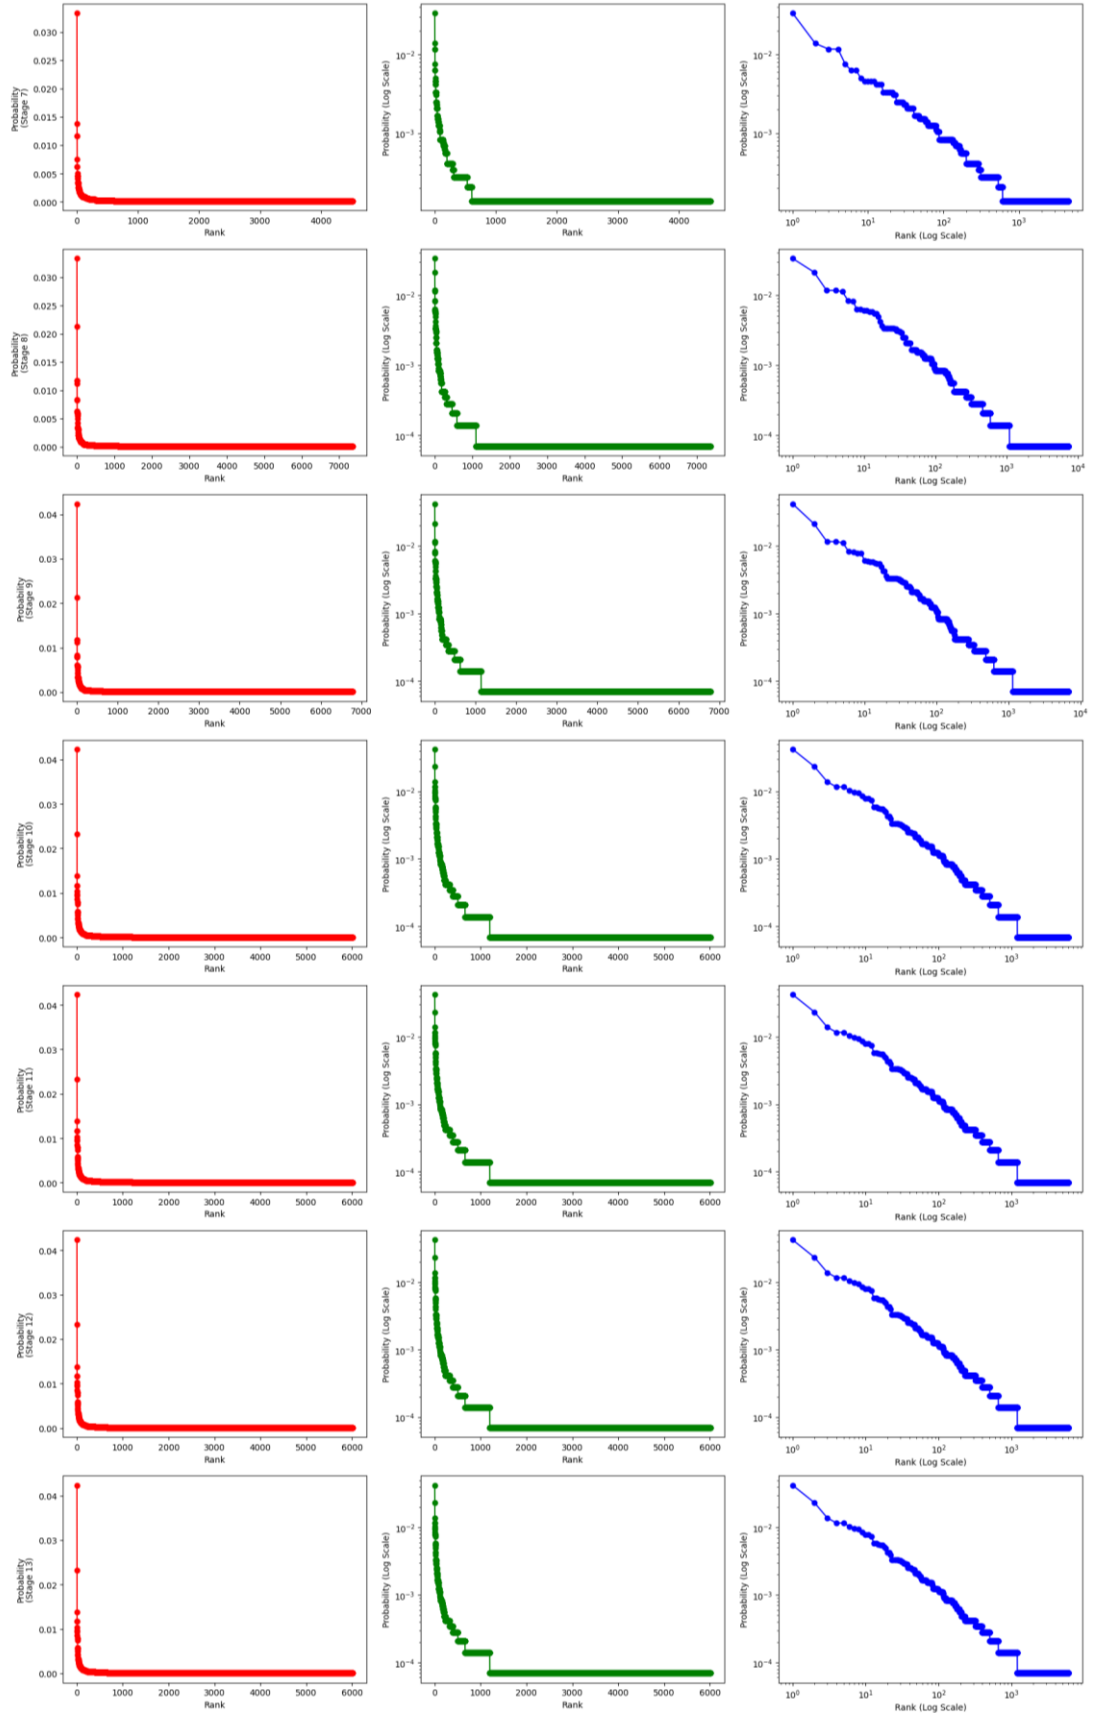 Probability
(Stage 7)
0.030
0.025
0.020
0.015
0.010
0.005
0.000
0 1000 2000 3000 4000
Rank
Probability (Log Scale)
10⁻²
10⁻³
0 1000 2000 3000 4000
Rank
Probability (Log Scale)
10⁻²
10⁻³
10⁰ 10¹ 10² 10³
Rank (Log Scale)
Probability
(Stage 8)
0.030
0.025
0.020
0.015
0.010
0.005
0.000
0 1000 2000 3000 4000 5000 6000 7000
Rank
Probability (Log Scale)
10⁻²
10⁻³
10⁻⁴
0 1000 2000 3000 4000 5000 6000 7000
Rank
Probability (Log Scale)
10⁻²
10⁻³
10⁻⁴
10⁰ 10¹ 10² 10³ 10⁴
Rank (Log Scale)
Probability
(Stage 9)
0.04
0.03
0.02
0.01
0.00
0 1000 2000 3000 4000 5000 6000 7000
Rank
Probability (Log Scale)
10⁻²
10⁻³
10⁻⁴
0 1000 2000 3000 4000 5000 6000 7000
Rank
Probability (Log Scale)
10⁻²
10⁻³
10⁻⁴
10⁰ 10¹ 10² 10³ 10⁴
Rank (Log Scale)
Probability
(Stage 10)
0.04
0.03
0.02
0.01
0.00
0 1000 2000 3000 4000 5000 6000
Rank
Probability (Log Scale)
10⁻²
10⁻³
10⁻⁴
0 1000 2000 3000 4000 5000 6000
Rank
Probability (Log Scale)
10⁻²
10⁻³
10⁻⁴
10⁰ 10¹ 10² 10³
Rank (Log Scale)
Probability
(Stage 11)
0.04
0.03
0.02
0.01
0.00
0 1000 2000 3000 4000 5000 6000
Rank
Probability (Log Scale)
10⁻²
10⁻³
10⁻⁴
0 1000 2000 3000 4000 5000 6000
Rank
Probability (Log Scale)
10⁻²
10⁻³
10⁻⁴
10⁰ 10¹ 10² 10³
Rank (Log Scale)
Probability
(Stage 12)
0.04
0.03
0.02
0.01
0.00
0 1000 2000 3000 4000 5000 6000
Rank
Probability (Log Scale)
10⁻²
10⁻³
10⁻⁴
0 1000 2000 3000 4000 5000 6000
Rank
Probability (Log Scale)
10⁻²
10⁻³
10⁻⁴
10⁰ 10¹ 10² 10³
Rank (Log Scale)
Probability
(Stage 13)
0.04
0.03
0.02
0.01
0.00
0 1000 2000 3000 4000 5000 6000
Rank
Probability (Log Scale)
10⁻²
10⁻³
10⁻⁴
0 1000 2000 3000 4000 5000 6000
Rank
Probability (Log Scale)
10⁻²
10⁻³
10⁻⁴
10⁰ 10¹ 10² 10³
Rank (Log Scale)